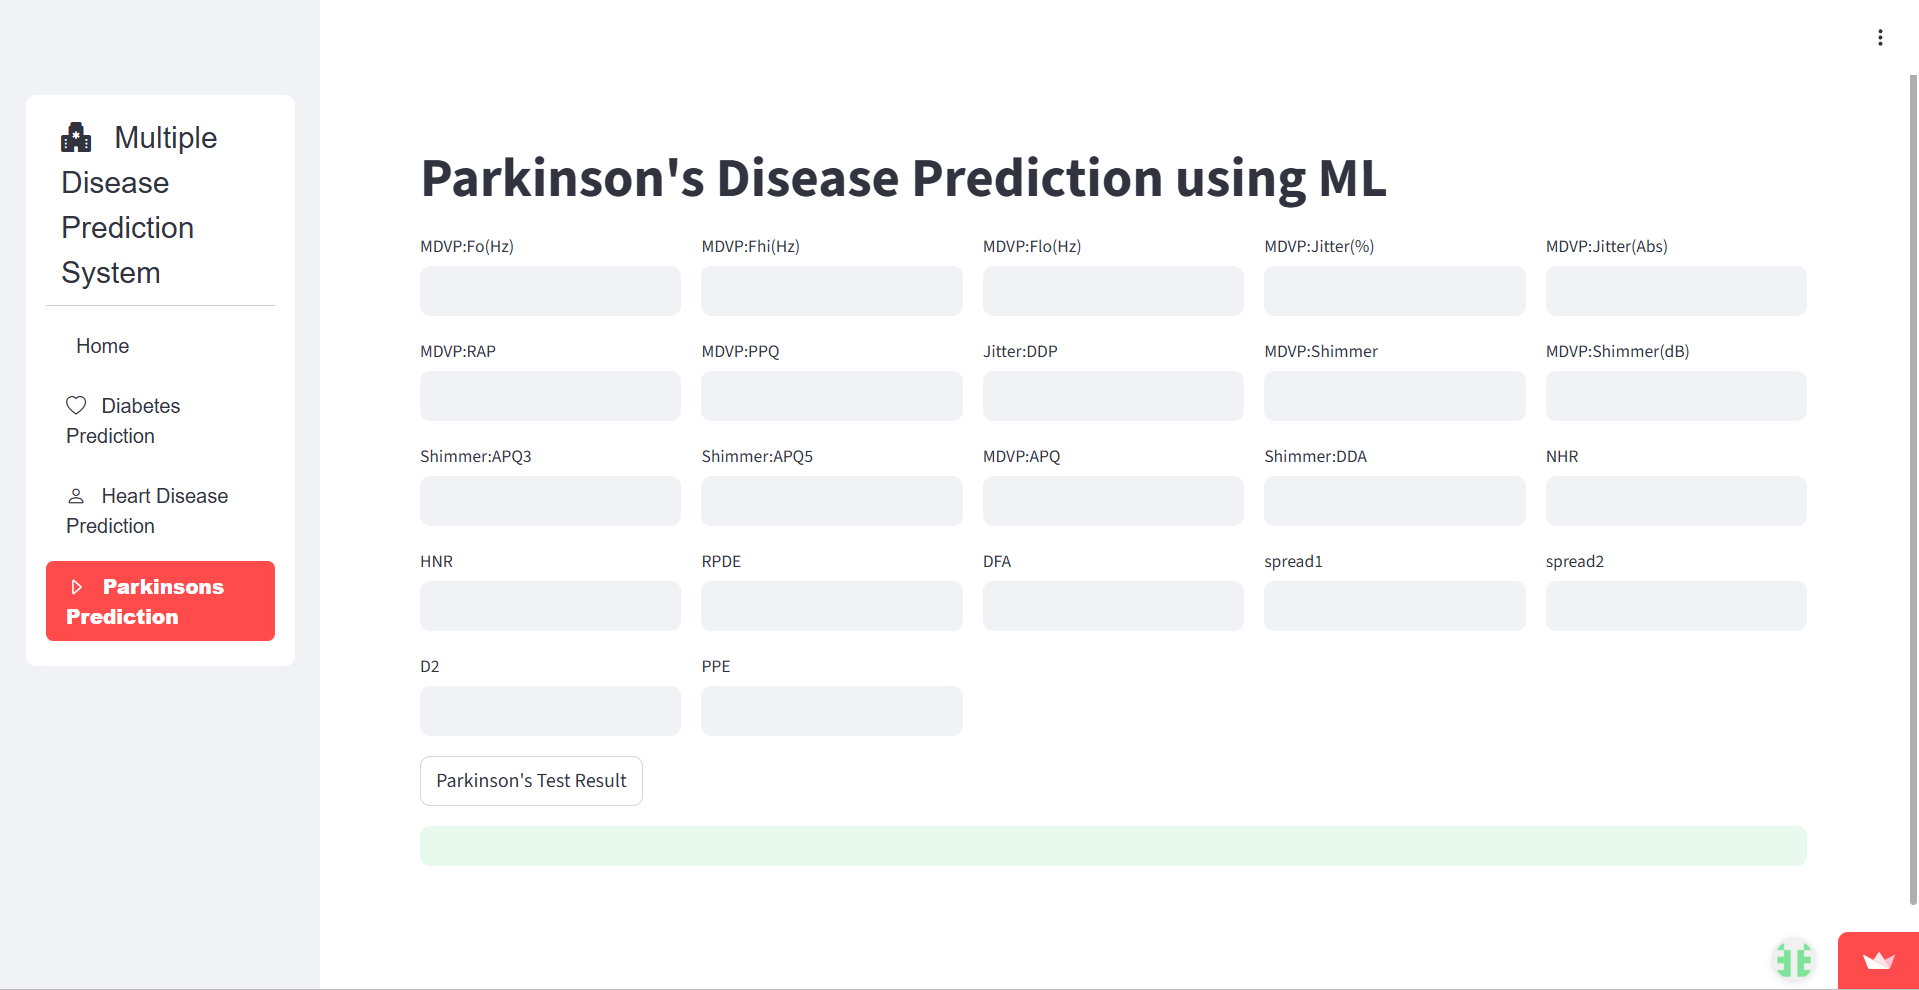 Multiple
Disease
Prediction
System
Home
Diabetes
Prediction
Heart Disease
Prediction
Parkinsons
Prediction
Parkinson's Disease Prediction using ML
MDVP:Fo(Hz) MDVP:Fhi(Hz) MDVP:Flo(Hz) MDVP:Jitter(%) MDVP:Jitter(Abs)
MDVP:RAP MDVP:PPQ Jitter:DDP MDVP:Shimmer MDVP:Shimmer(dB)
Shimmer:APQ3 Shimmer:APQ5 MDVP:APQ Shimmer:DDA NHR
HNR RPDE DFA spread1 spread2
D2 PPE
Parkinson's Test Result